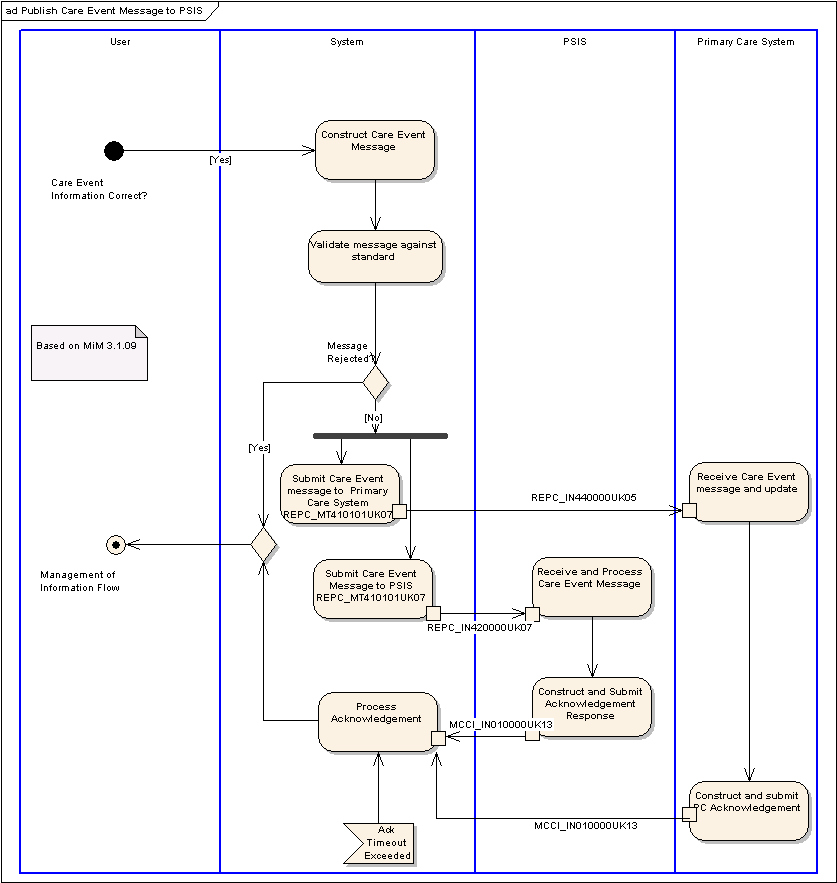 ad Publish Care Event Message to PSIS
User
System
PSIS
Primary Care System
Construct Care Event
Message
[Yes]
Care Event
Information Correct?
Validate message against
standard
Based on MiM 3.1.09
Message
Rejected?
[No]
[Yes]
Submit Care Event
message to Primary
Care System
REPC_MT410101UK07
REPC_IN440000UK05
Receive Care Event
message and update
Management of
Information Flow
Submit Care Event
Message to PSIS
REPC_MT410101UK07
REPC_IN420000UK07
Receive and Process
Care Event Message
Construct and Submit
Acknowledgement
Response
MCCI_IN010000UK13
Process
Acknowledgement
Construct and submit
PC Acknowledgement
MCCI_IN010000UK13
Ack
Timeout
Exceeded